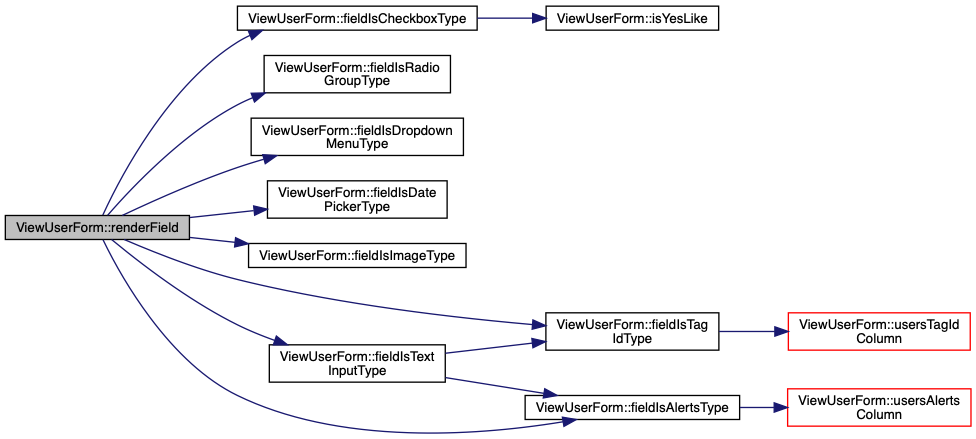 ViewUserForm::fieldIsCheckboxType
ViewUserForm::isYesLike
ViewUserForm::fieldIsRadio
GroupType
ViewUserForm::fieldIsDropdown
MenuType
ViewUserForm::fieldIsDate
PickerType
ViewUserForm::renderField
ViewUserForm::fieldIsImageType
ViewUserForm::fieldIsTag
IdType
ViewUserForm::usersTagId
Column
ViewUserForm::fieldIsText
InputType
ViewUserForm::fieldIsAlertsType
ViewUserForm::usersAlerts
Column